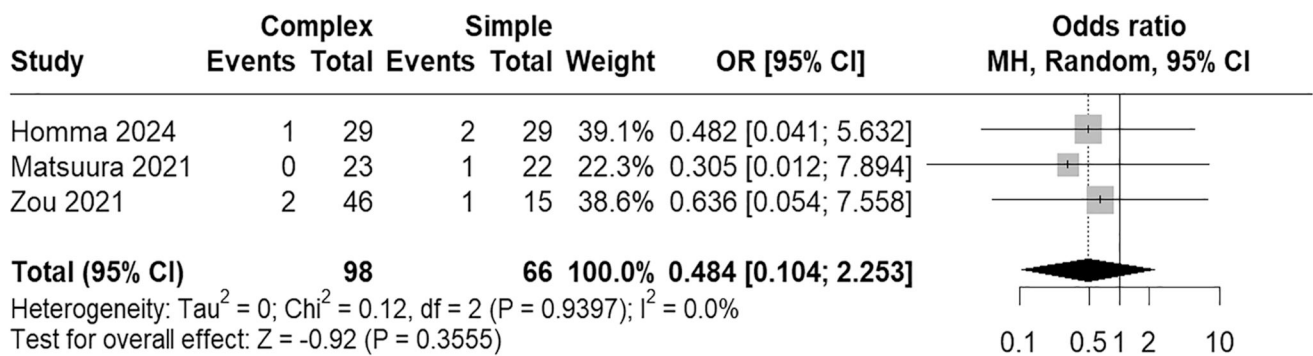 Complex Simple Odds ratio
Study Events Total Events Total Weight OR [95% CI] MH, Random, 95% CI
Homma 2024 1 29 2 29 39.1% 0.482 [0.041; 5.632]
Matsuura 2021 0 23 1 22 22.3% 0.305 [0.012; 7.894]
Zou 2021 2 46 1 15 38.6% 0.636 [0.054; 7.558]
Total (95% CI) 98 66 100.0% 0.484 [0.104; 2.253]
Heterogeneity: Tau² = 0; Chi² = 0.12, df = 2 (P = 0.9397); I² = 0.0%
Test for overall effect: Z = -0.92 (P = 0.3555)
0.1 0.5 1 2 10